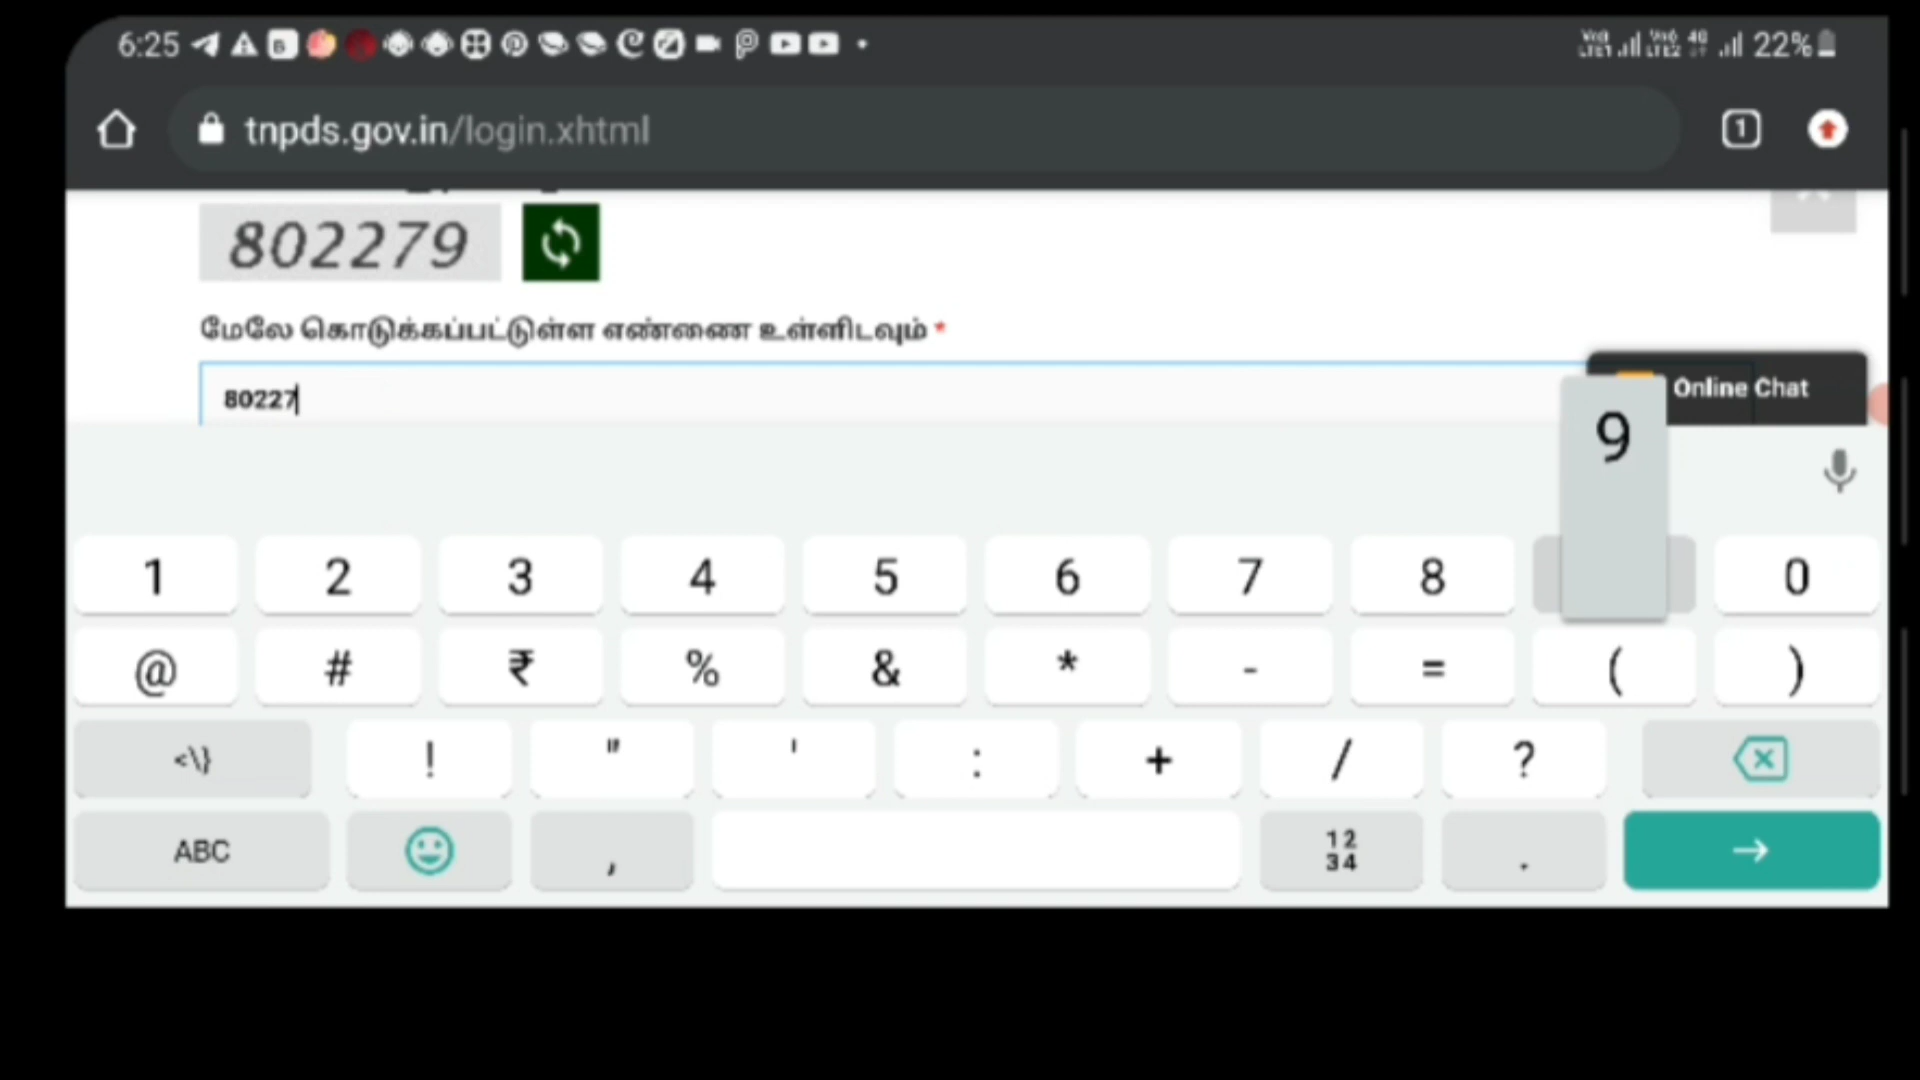 6:25
22%
tnpds.gov.in/login.xhtml
1
802279
மேலே கொடுக்கப்பட்டுள்ள எண்ணை உள்ளிடவும் *
80227
Online Chat
9
1 2 3 4 5 6 7 8 0
@ # ₹ % & * - = ( )
<\} ! " ' : + / ?
ABC , 12 34 .